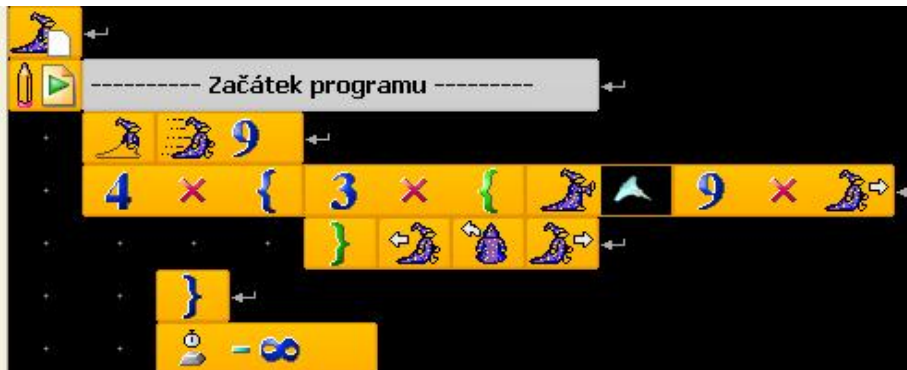 ---------- Začátek programu ---------
9
4 × { 3 × { 9 ×
}
}
- ∞